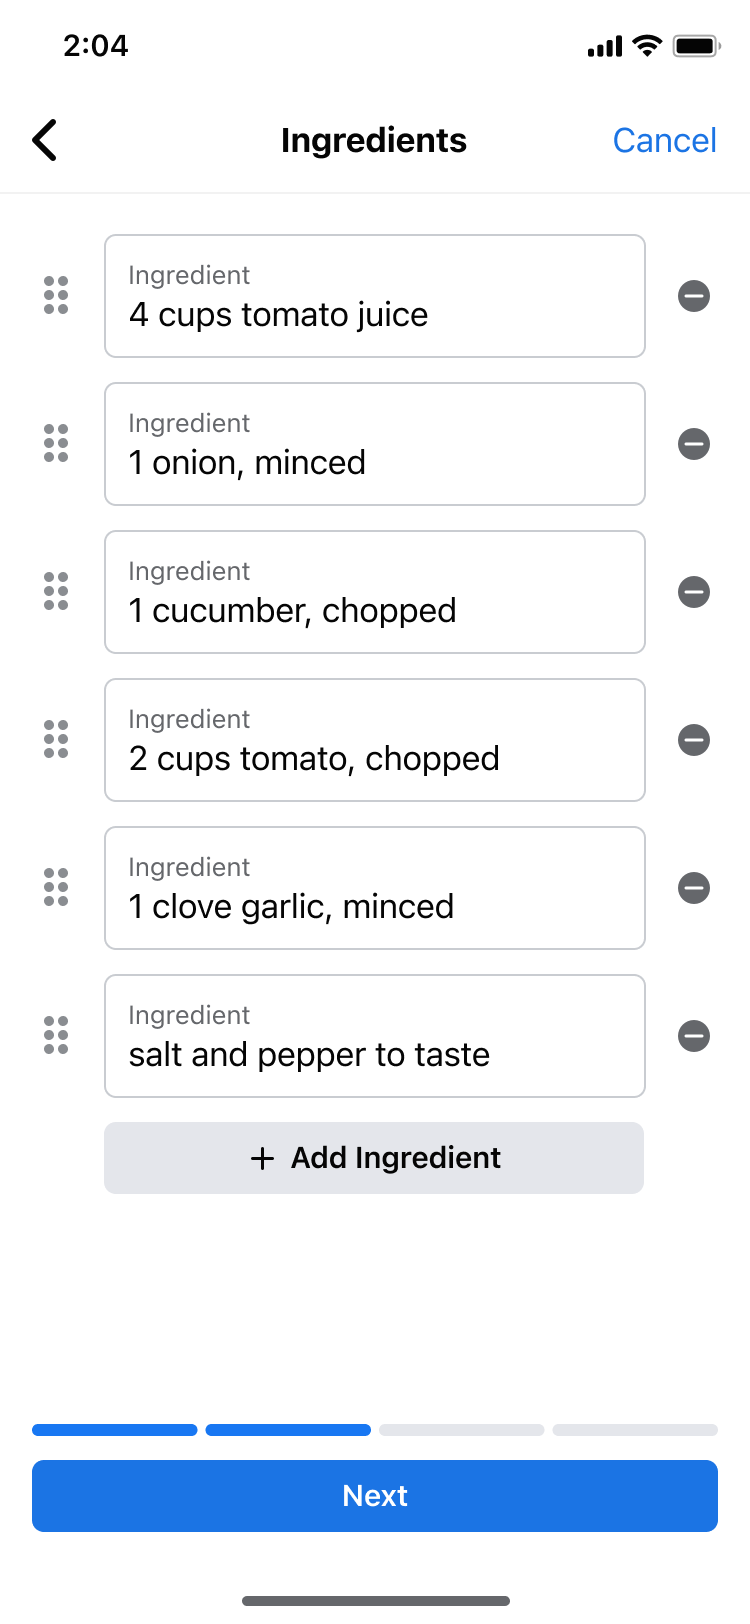 2:04
Ingredients
Cancel
Ingredient
4 cups tomato juice
Ingredient
1 onion, minced
Ingredient
1 cucumber, chopped
Ingredient
2 cups tomato, chopped
Ingredient
1 clove garlic, minced
Ingredient
salt and pepper to taste
+ Add Ingredient
Next